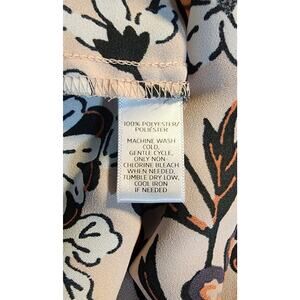 100% POLYESTER/
POLIÉSTER
MACHINE WASH
COLD,
GENTLE CYCLE,
ONLY NON
CHLORINE BLEACH
WHEN NEEDED,
TUMBLE DRY LOW,
COOL IRON
IF NEEDED